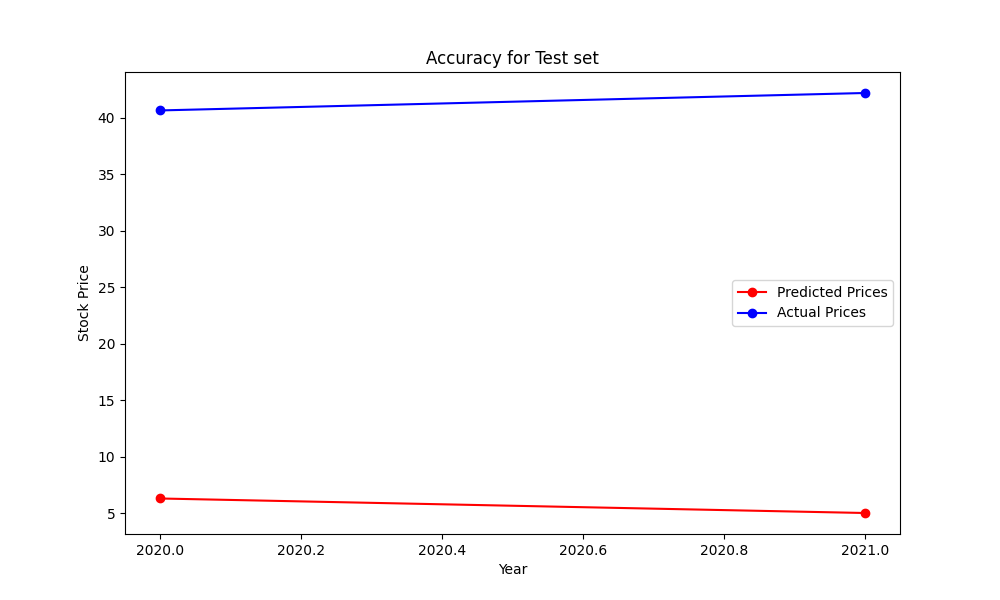 Accuracy for Test set
Stock Price
40
35
30
25
20
15
10
5
Predicted Prices
Actual Prices
2020.0 2020.2 2020.4 2020.6 2020.8 2021.0
Year